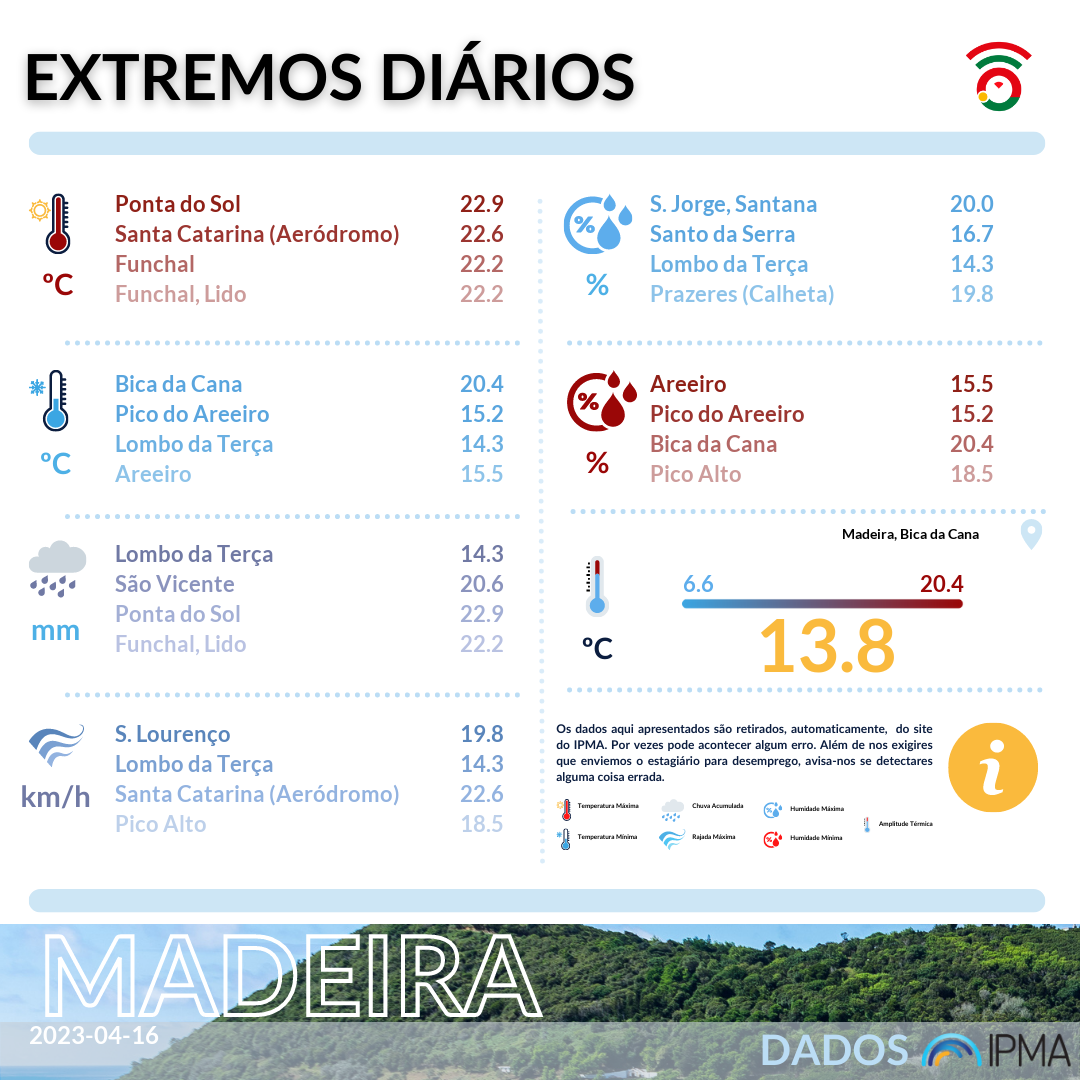 EXTREMOS DIÁRIOS
Ponta do Sol 22.9
Santa Catarina (Aeródromo) 22.6
Funchal 22.2
Funchal, Lido 22.2
ºC
Bica da Cana 20.4
Pico do Areeiro 15.2
Lombo da Terça 14.3
Areeiro 15.5
ºC
Lombo da Terça 14.3
São Vicente 20.6
Ponta do Sol 22.9
Funchal, Lido 22.2
mm
S. Lourenço 19.8
Lombo da Terça 14.3
Santa Catarina (Aeródromo) 22.6
Pico Alto 18.5
km/h
%
S. Jorge, Santana 20.0
Santo da Serra 16.7
Lombo da Terça 14.3
Prazeres (Calheta) 19.8
%
%
Areeiro 15.5
Pico do Areeiro 15.2
Bica da Cana 20.4
Pico Alto 18.5
%
Madeira, Bica da Cana
6.6 20.4
13.8
ºC
Os dados aqui apresentados são retirados, automaticamente, do site
do IPMA. Por vezes pode acontecer algum erro. Além de nos exigires
que enviemos o estagiário para desemprego, avisa-nos se detectares
alguma coisa errada.
i
Temperatura Máxima Chuva Acumulada Humidade Máxima
Amplitude Térmica
Temperatura Mínima Rajada Máxima Humidade Mínima
MADEIRA
2023-04-16
DADOS IPMA